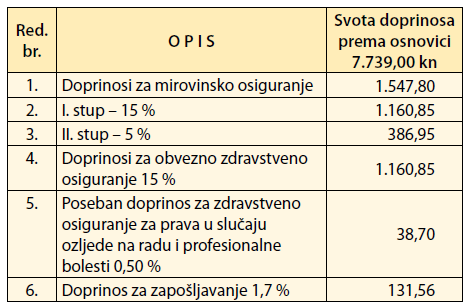 Red. br.
O P I S
Svota doprinosa
prema osnovici
7.739,00 kn
1. Doprinosi za mirovinsko osiguranje 1.547,80
2. I. stup – 15 % 1.160,85
3. II. stup – 5 % 386,95
4. Doprinosi za obvezno zdravstveno
osiguranje 15 % 1.160,85
5. Poseban doprinos za zdravstveno
osiguranje za prava u slučaju
ozljede na radu i profesionalne
bolesti 0,50 % 38,70
6. Doprinos za zapošljavanje 1,7 % 131,56